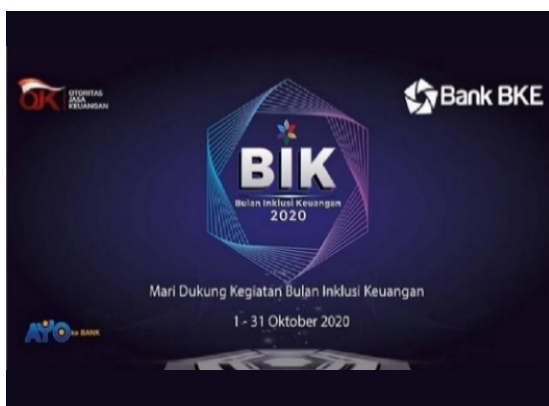 OJK
OTORITAS
JASA
KEUANGAN
Bank BKE
BIK
Bulan Inklusi Keuangan
2020
Mari Dukung Kegiatan Bulan Inklusi Keuangan
1 - 31 Oktober 2020
AYO ke BANK